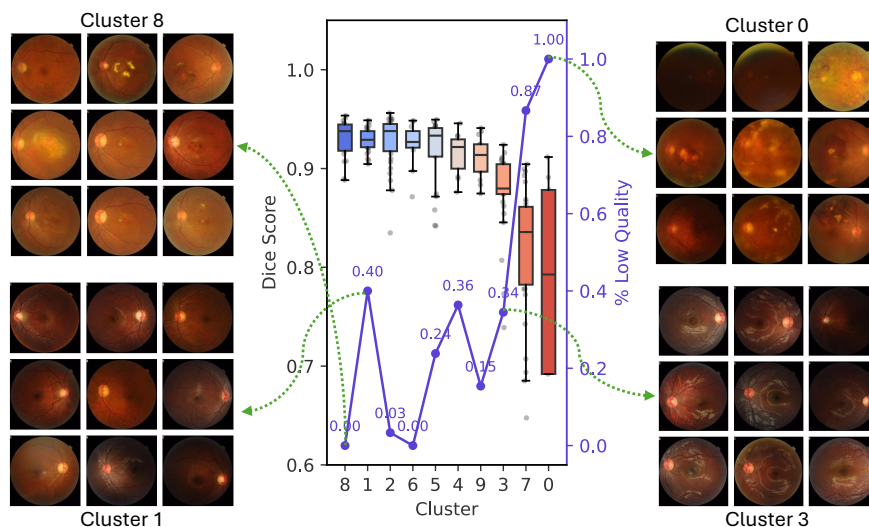 Cluster 8
Cluster 0
1.00
1.0
1.0
0.87
0.8
0.9
0.6
Dice Score
% Low Quality
0.8
0.40
0.36
0.34
0.4
0.24
0.7
0.15
0.2
0.03
0.00
0.00
0.0
0.6
8 1 2 6 5 4 9 3 7 0
Cluster
Cluster 1
Cluster 3